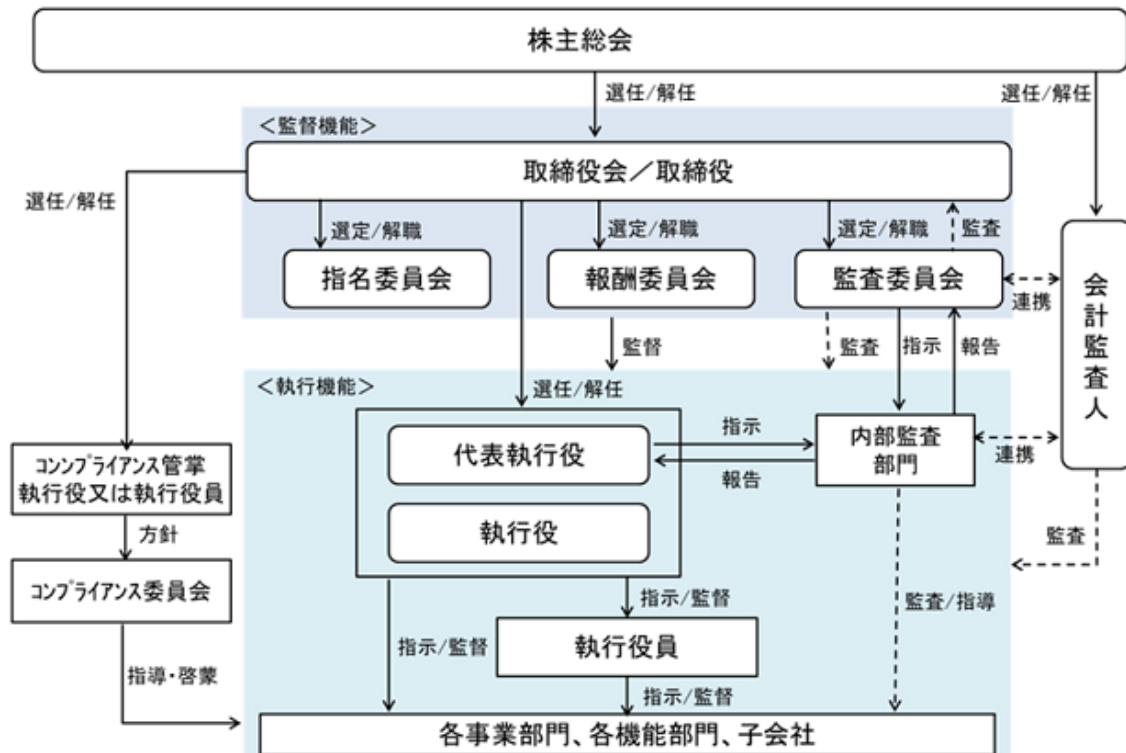 株主総会
選任/解任
選任/解任
<監督機能>
取締役会／取締役
選任/解任
選定/解職
選定/解職
選定/解職
監査
指名委員会
報酬委員会
監査委員会
連携
会計監査人
監督
監査
指示
報告
<執行機能>
選任/解任
代表執行役
指示
報告
内部監査
部門
連携
コンンプライアンス管掌
執行役又は執行役員
執行役
方針
監査
コンプライアンス委員会
指示/監督
監査/指導
指示/監督
執行役員
指導・啓蒙
指示/監督
各事業部門、各機能部門、子会社